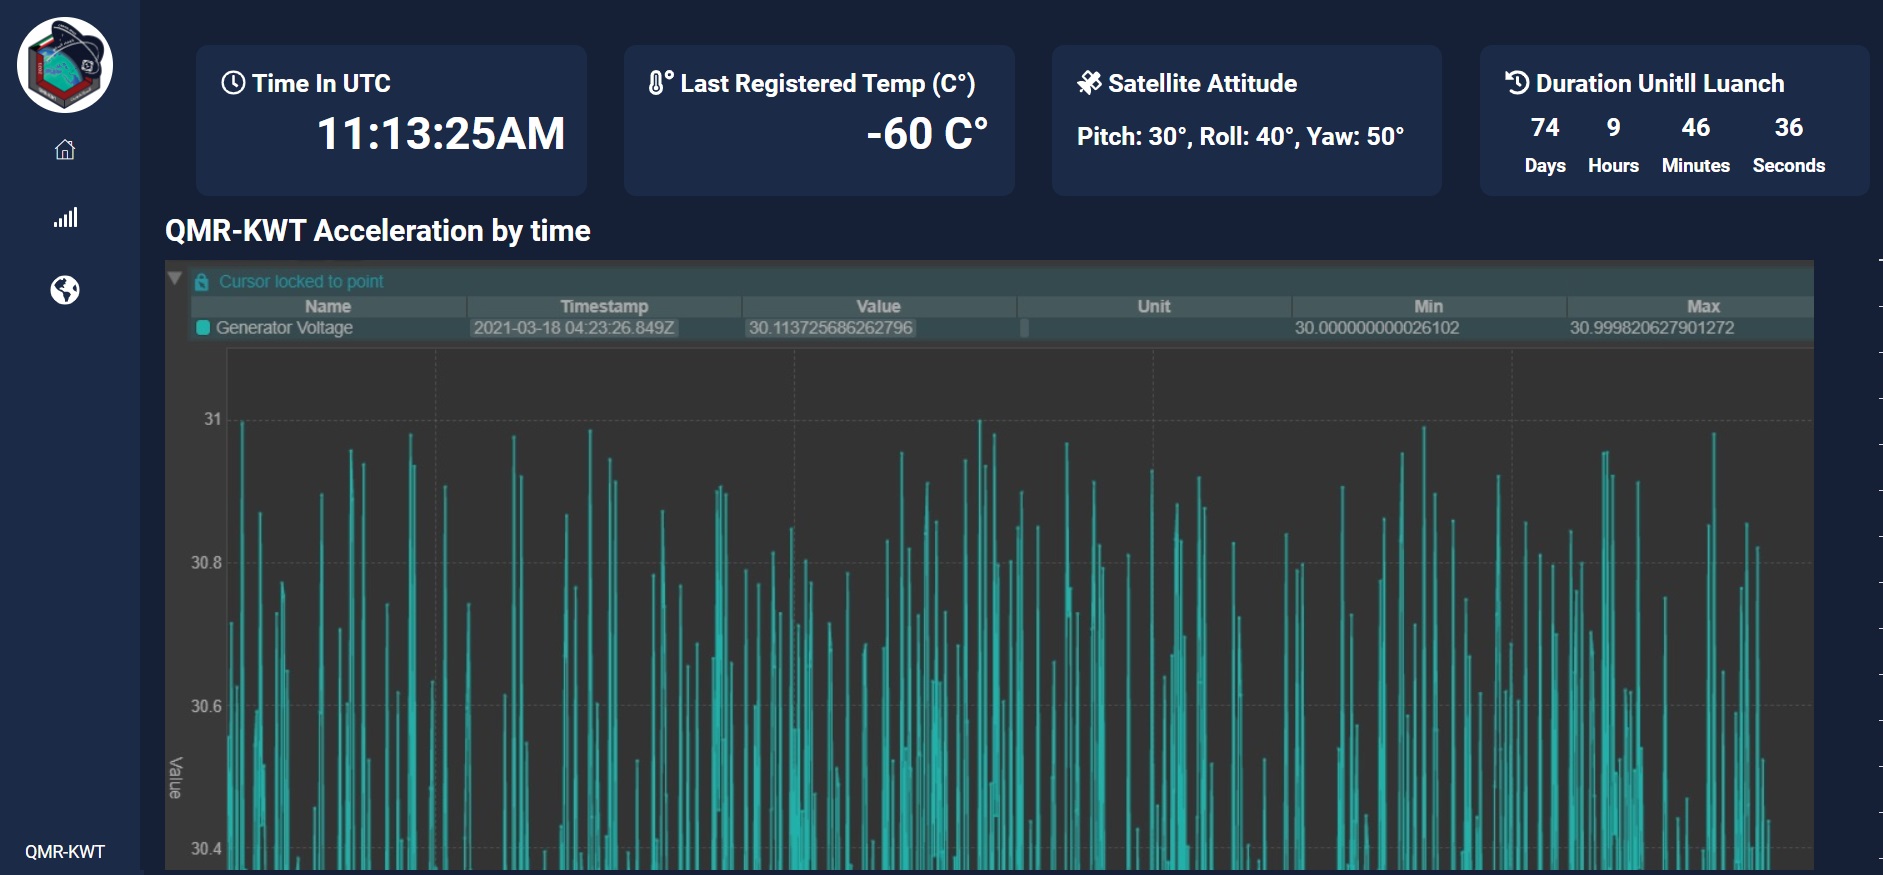 Time In UTC
11:13:25AM
Last Registered Temp (C°)
-60 C°
Satellite Attitude
Pitch: 30°, Roll: 40°, Yaw: 50°
Duration Unitll Luanch
74 9 46 36
Days Hours Minutes Seconds
QMR-KWT Acceleration by time
Cursor locked to point
Name Timestamp Value Unit Min Max
Generator Voltage 2021-03-18 04:23:26.849Z 30.113725686262796 30.000000000026102 30.999820627901272
31
30.8
30.6
Value
30.4
QMR-KWT